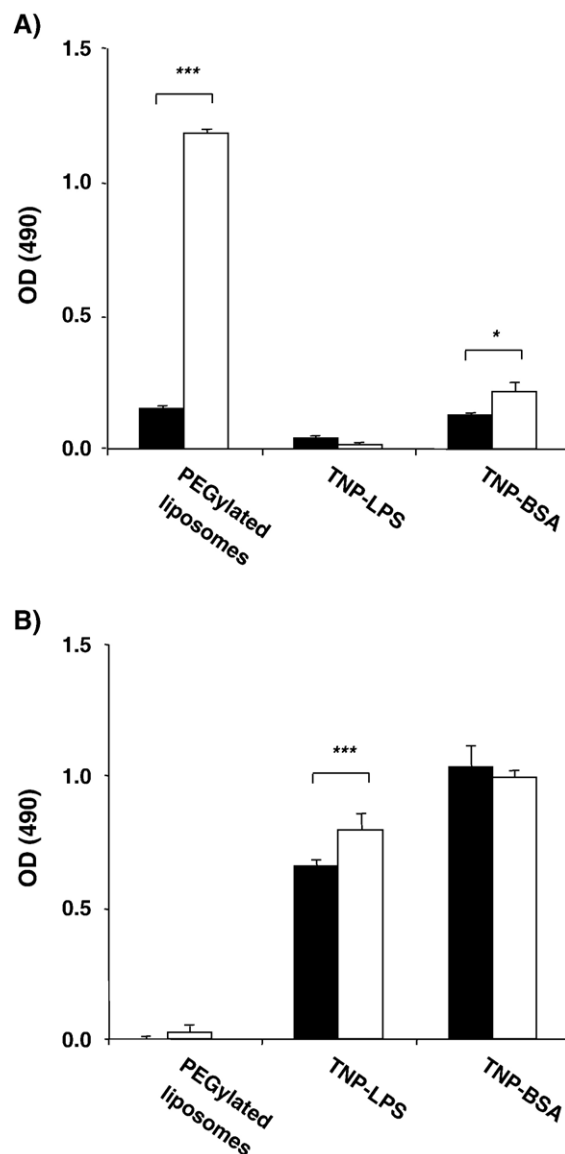 A)
1.5
***
1.0
OD (490)
0.5
*
0.0
PEGylated
liposomes
TNP-LPS
TNP-BSA
B)
1.5
***
1.0
OD (490)
0.5
0.0
PEGylated
liposomes
TNP-LPS
TNP-BSA